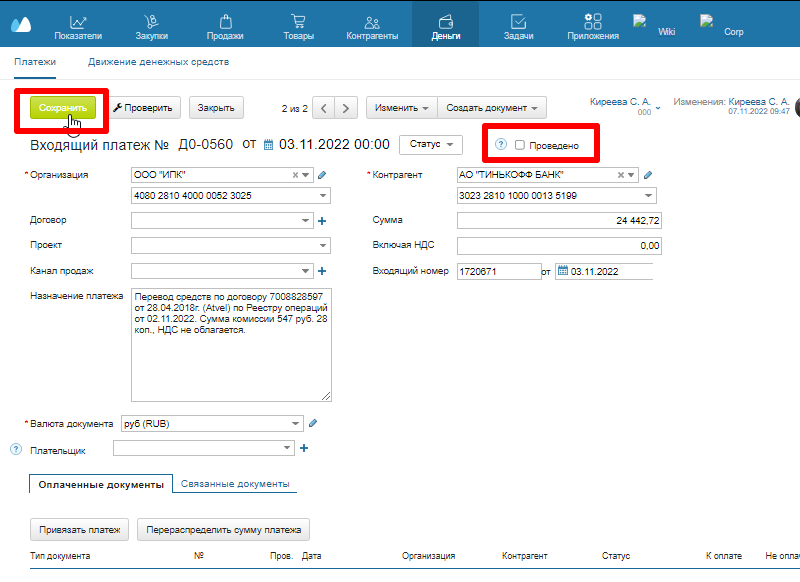 Показатели Закупки Продажи Товары Контрагенты Деньги Задачи Приложения Wiki Corp
Платежи Движение денежных средств
Сохранить Проверить Закрыть 2 из 2 Изменить Создать документ Киреева С. А. Изменения: Киреева С. А.
000 07.11.2022 09:47
Входящий платеж № Д0-0560 от 03.11.2022 00:00 Статус ? Проведено
* Организация ООО "ИПК" * Контрагент АО "ТИНЬКОФФ БАНК"
4080 2810 4000 0052 3025 3023 2810 1000 0013 5199
Договор Сумма 24 442,72
Проект Включая НДС 0,00
Канал продаж Входящий номер 1720671 от 03.11.2022
Назначение платежа Перевод средств по договору 7008828597
от 28.04.2018г. (Atvel) по Реестру операций
от 02.11.2022. Сумма комиссии 547 руб. 28
коп., НДС не облагается.
* Валюта документа руб (RUB)
? Плательщик
Оплаченные документы Связанные документы
Привязать платеж Перераспределить сумму платежа
Тип документа № Пров. Дата Организация Контрагент Статус К оплате Не опла